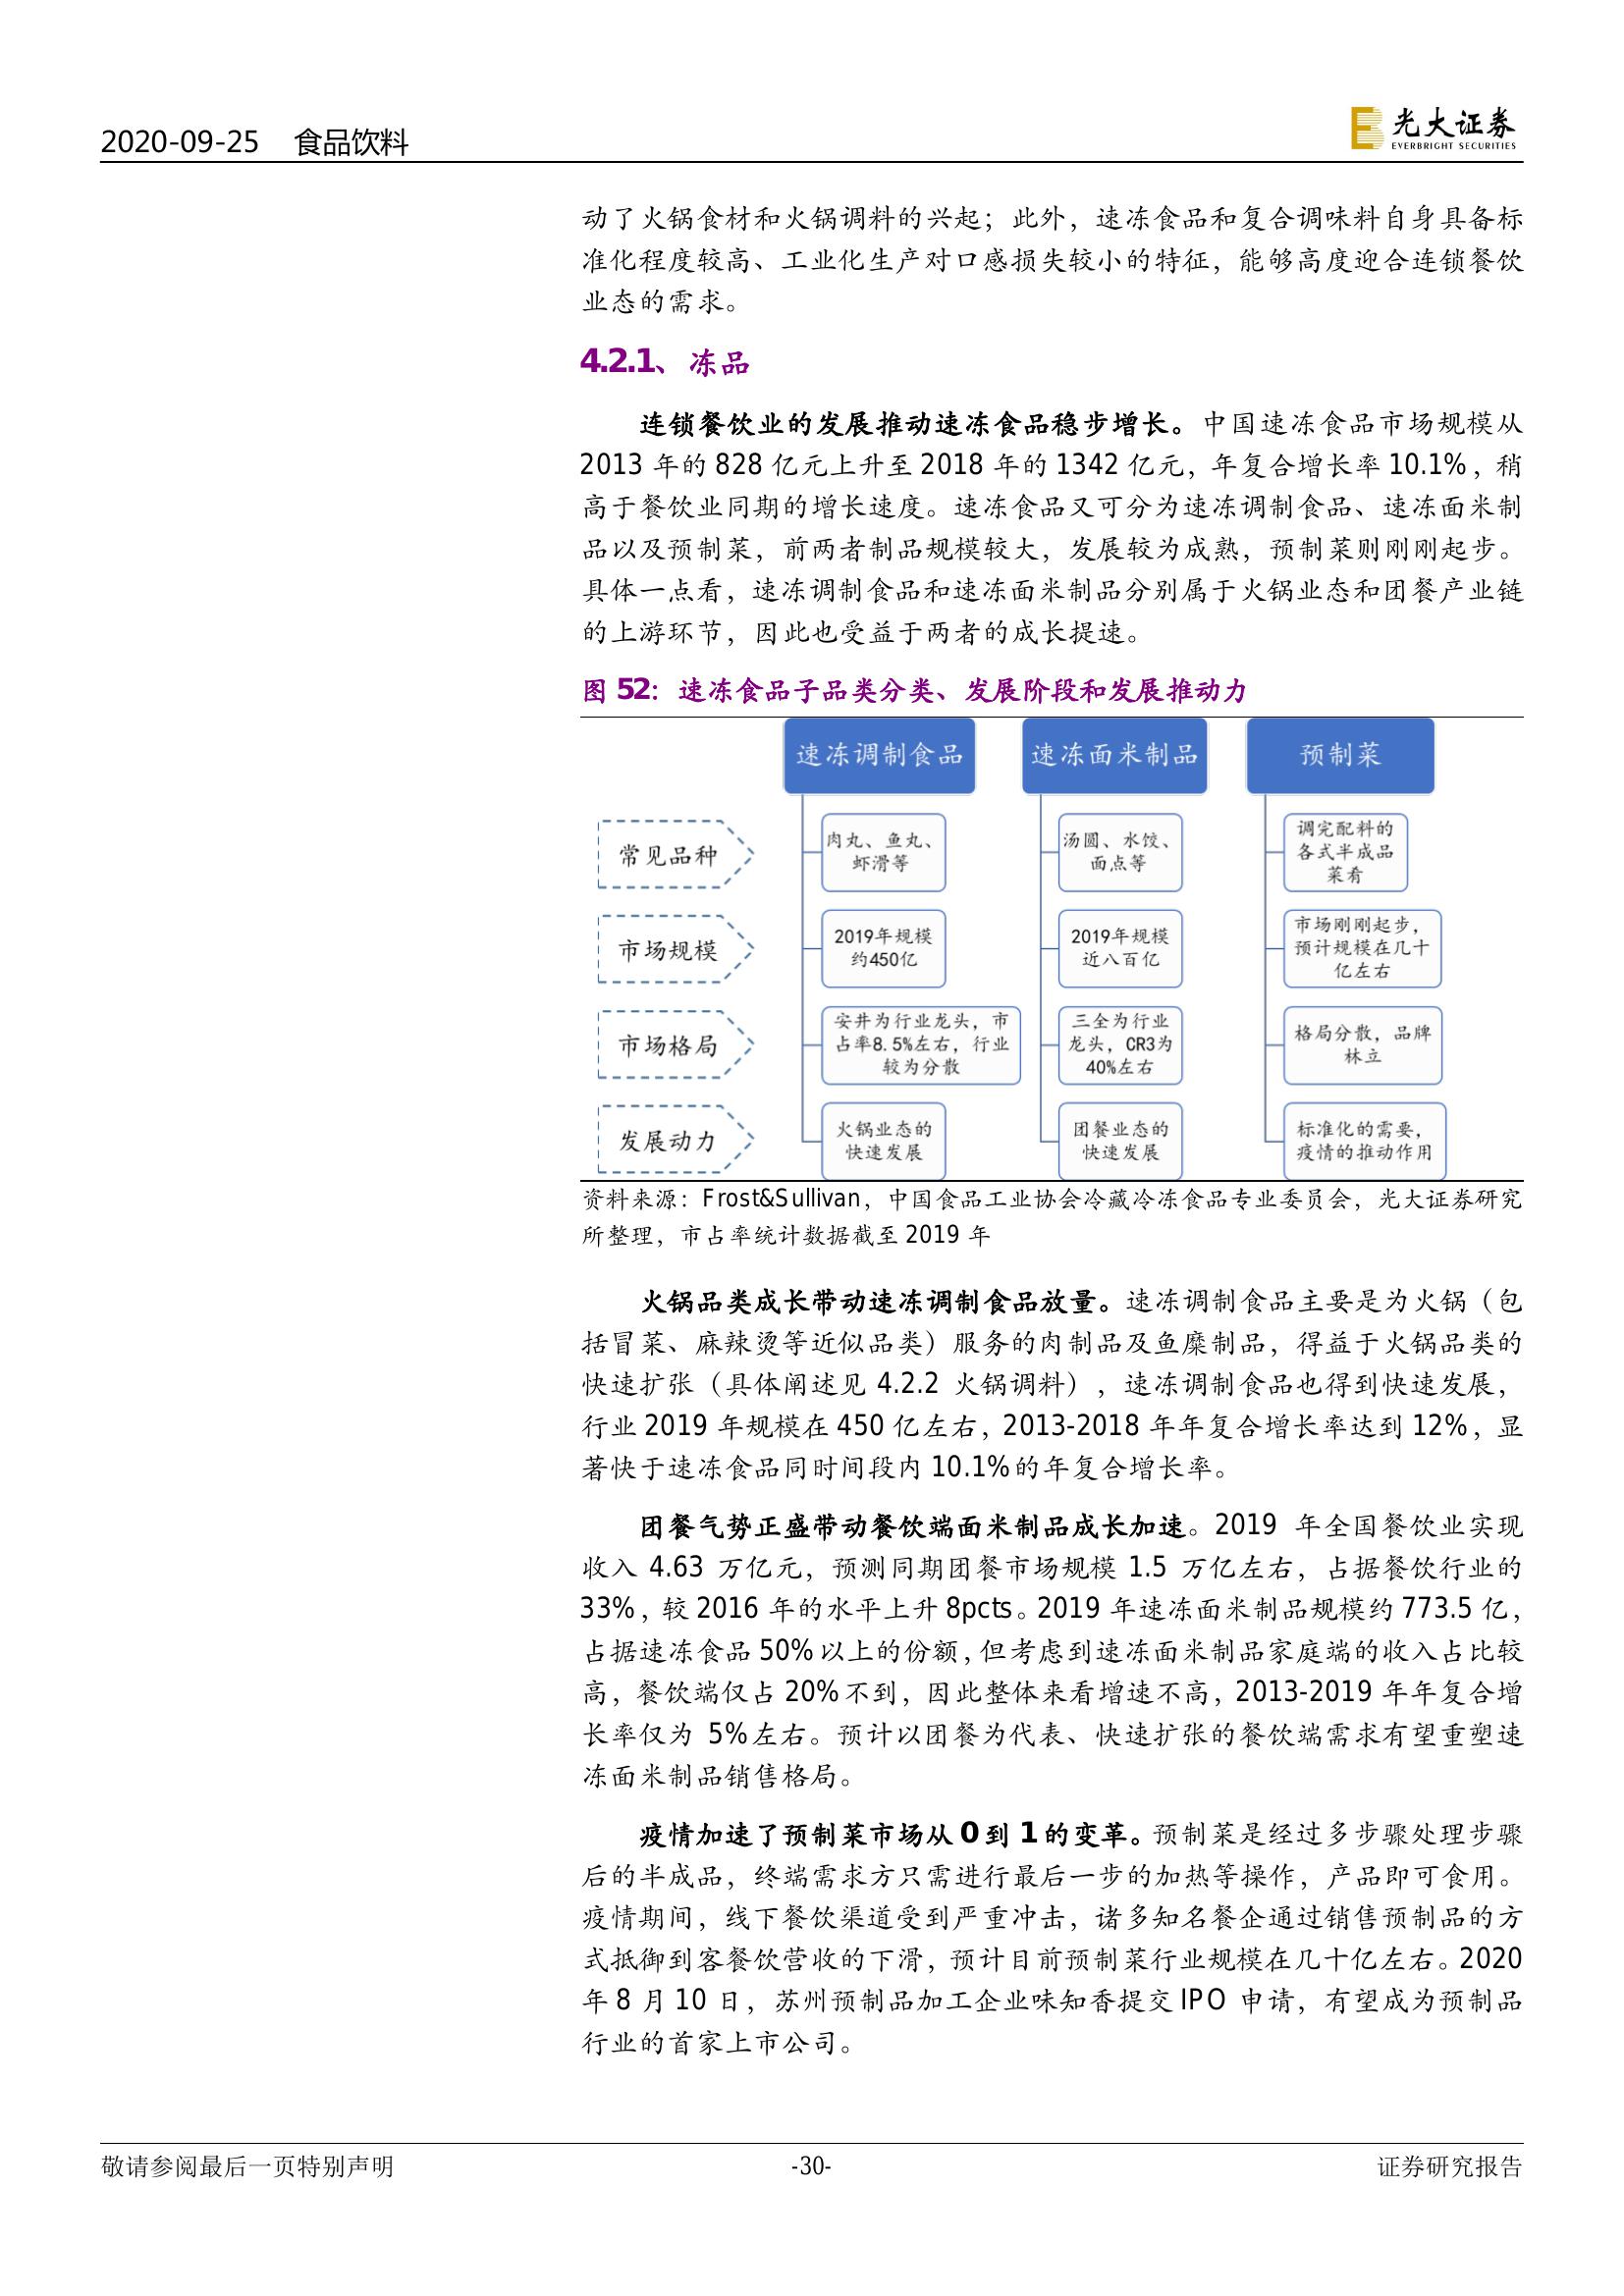 2020-09-25 食品饮料
光大证券
EVERBRIGHT SECURITIES
动了火锅食材和火锅调料的兴起；此外，速冻食品和复合调味料自身具备标
准化程度较高、工业化生产对口感损失较小的特征，能够高度迎合连锁餐饮
业态的需求。
4.2.1、冻品
连锁餐饮业的发展推动速冻食品稳步增长。中国速冻食品市场规模从
2013 年的 828 亿元上升至 2018 年的 1342 亿元，年复合增长率 10.1%，稍
高于餐饮业同期的增长速度。速冻食品又可分为速冻调制食品、速冻面米制
品以及预制菜，前两者制品规模较大，发展较为成熟，预制菜则刚刚起步。
具体一点看，速冻调制食品和速冻面米制品分别属于火锅业态和团餐产业链
的上游环节，因此也受益于两者的成长提速。
图 52：速冻食品子品类分类、发展阶段和发展推动力
速冻调制食品
速冻面米制品
预制菜
常见品种
肉丸、鱼丸、
虾滑等
汤圆、水饺、
面点等
调完配料的
各式半成品
菜肴
市场规模
2019年规模
约450亿
2019年规模
近八百亿
市场刚刚起步，
预计规模在几十
亿左右
市场格局
安井为行业龙头，市
占率8.5%左右，行业
较为分散
三全为行业
龙头，CR3为
40%左右
格局分散，品牌
林立
发展动力
火锅业态的
快速发展
团餐业态的
快速发展
标准化的需要，
疫情的推动作用
资料来源：Frost&Sullivan，中国食品工业协会冷藏冷冻食品专业委员会，光大证券研究
所整理，市占率统计数据截至 2019 年
火锅品类成长带动速冻调制食品放量。速冻调制食品主要是为火锅（包
括冒菜、麻辣烫等近似品类）服务的肉制品及鱼糜制品，得益于火锅品类的
快速扩张（具体阐述见 4.2.2 火锅调料），速冻调制食品也得到快速发展，
行业 2019 年规模在 450 亿左右，2013-2018 年年复合增长率达到 12%，显
著快于速冻食品同时间段内 10.1%的年复合增长率。
团餐气势正盛带动餐饮端面米制品成长加速。2019 年全国餐饮业实现
收入 4.63 万亿元，预测同期团餐市场规模 1.5 万亿左右，占据餐饮行业的
33%，较 2016 年的水平上升 8pcts。2019 年速冻面米制品规模约 773.5 亿，
占据速冻食品 50%以上的份额，但考虑到速冻面米制品家庭端的收入占比较
高，餐饮端仅占 20%不到，因此整体来看增速不高，2013-2019 年年复合增
长率仅为 5%左右。预计以团餐为代表、快速扩张的餐饮端需求有望重塑速
冻面米制品销售格局。
疫情加速了预制菜市场从 0 到 1 的变革。预制菜是经过多步骤处理步骤
后的半成品，终端需求方只需进行最后一步的加热等操作，产品即可食用。
疫情期间，线下餐饮渠道受到严重冲击，诸多知名餐企通过销售预制品的方
式抵御到客餐饮营收的下滑，预计目前预制菜行业规模在几十亿左右。2020
年 8 月 10 日，苏州预制品加工企业味知香提交 IPO 申请，有望成为预制品
行业的首家上市公司。
敬请参阅最后一页特别声明
-30-
证券研究报告